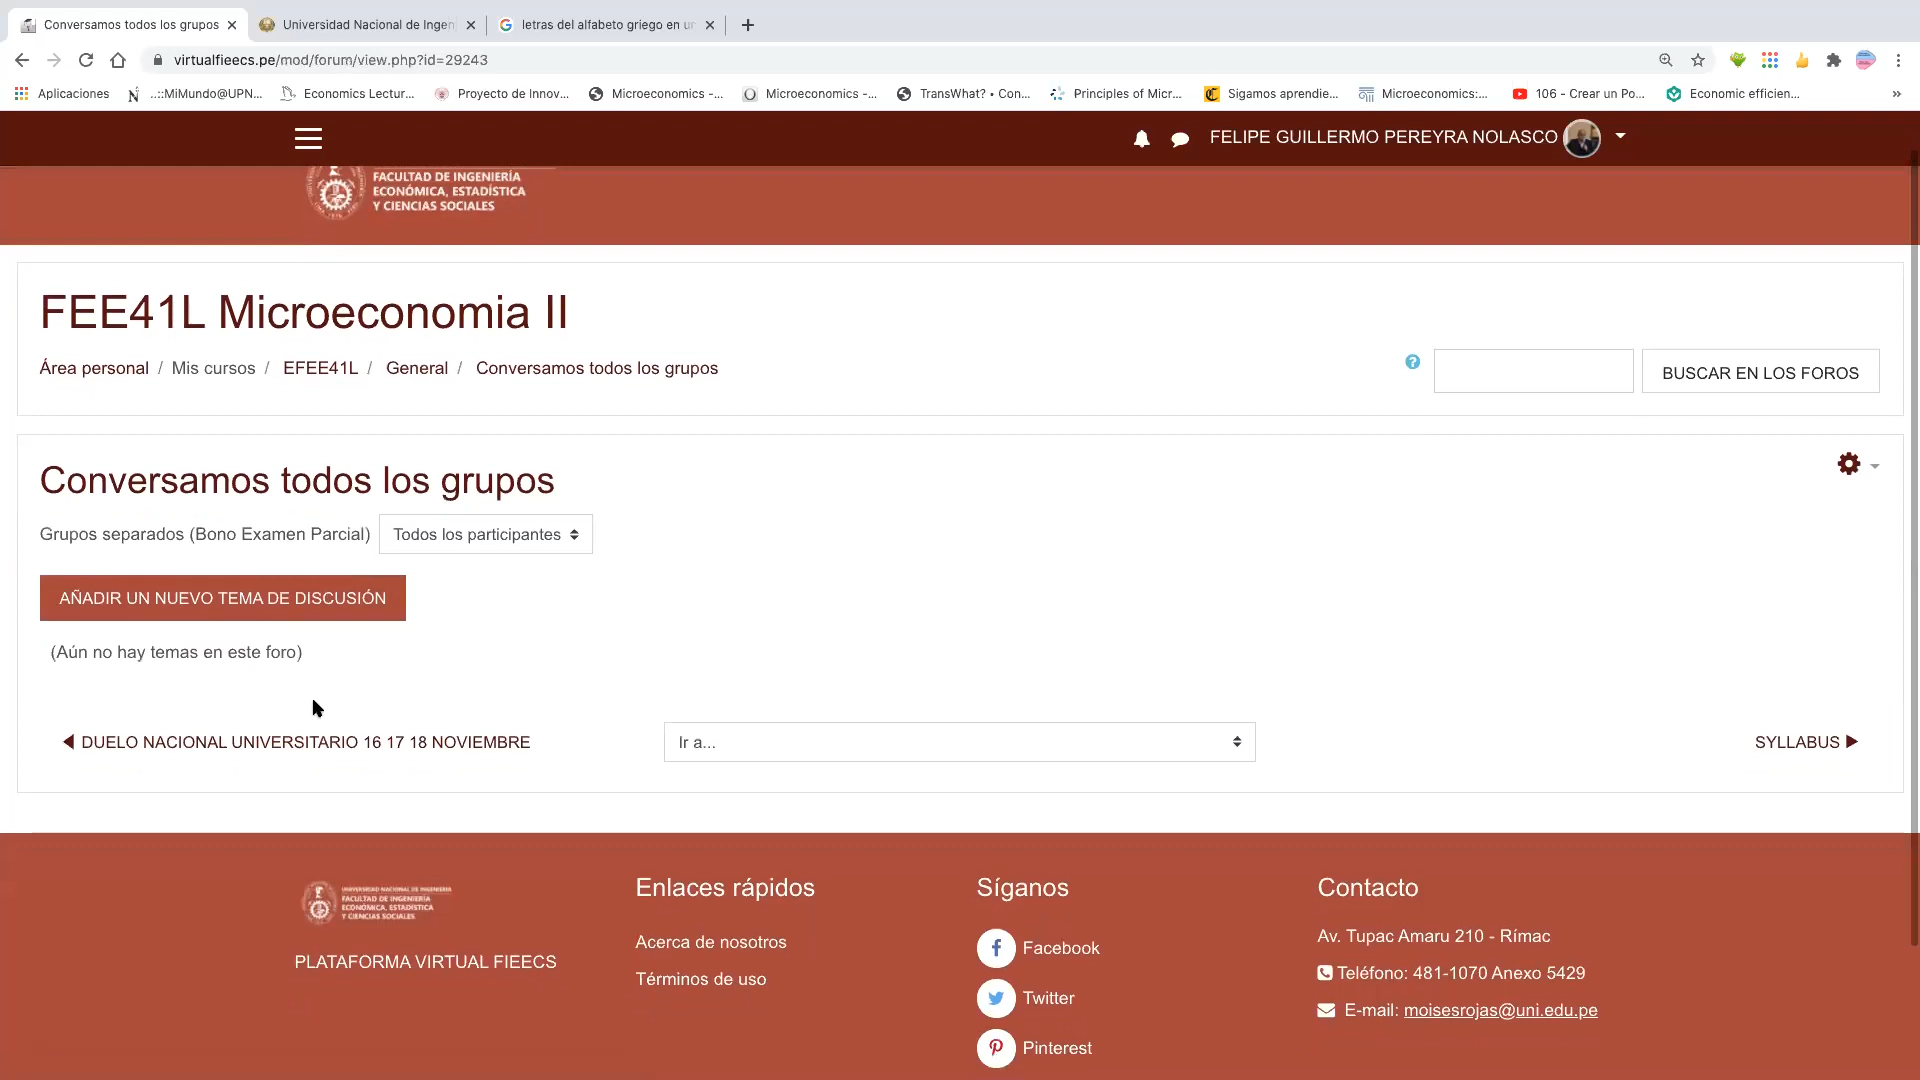 Conversamos todos los grupos
Universidad Nacional de Ingen
letras del alfabeto griego en un
virtualfieecs.pe/mod/forum/view.php?id=29243
Aplicaciones
..::MiMundo@UPN...
Economics Lectur...
Proyecto de Innov...
Microeconomics -...
Microeconomics -...
TransWhat? • Con...
Principles of Micr...
Sigamos aprendie...
Microeconomics:...
106 - Crear un Po...
Economic efficien...
»
FELIPE GUILLERMO PEREYRA NOLASCO
FACULTAD DE INGENIERÍA
ECONÓMICA, ESTADÍSTICA
Y CIENCIAS SOCIALES
FEE41L Microeconomia II
Área personal / Mis cursos / EFEE41L / General / Conversamos todos los grupos
BUSCAR EN LOS FOROS
Conversamos todos los grupos
Grupos separados (Bono Examen Parcial)
Todos los participantes
AÑADIR UN NUEVO TEMA DE DISCUSIÓN
(Aún no hay temas en este foro)
DUELO NACIONAL UNIVERSITARIO 16 17 18 NOVIEMBRE
Ir a...
SYLLABUS
UNIVERSIDAD NACIONAL DE INGENIERIA
FACULTAD DE INGENIERÍA
ECONÓMICA, ESTADÍSTICA
Y CIENCIAS SOCIALES
PLATAFORMA VIRTUAL FIEECS
Enlaces rápidos
Acerca de nosotros
Términos de uso
Síganos
Facebook
Twitter
Pinterest
Contacto
Av. Tupac Amaru 210 - Rímac
Teléfono: 481-1070 Anexo 5429
E-mail: moisesrojas@uni.edu.pe